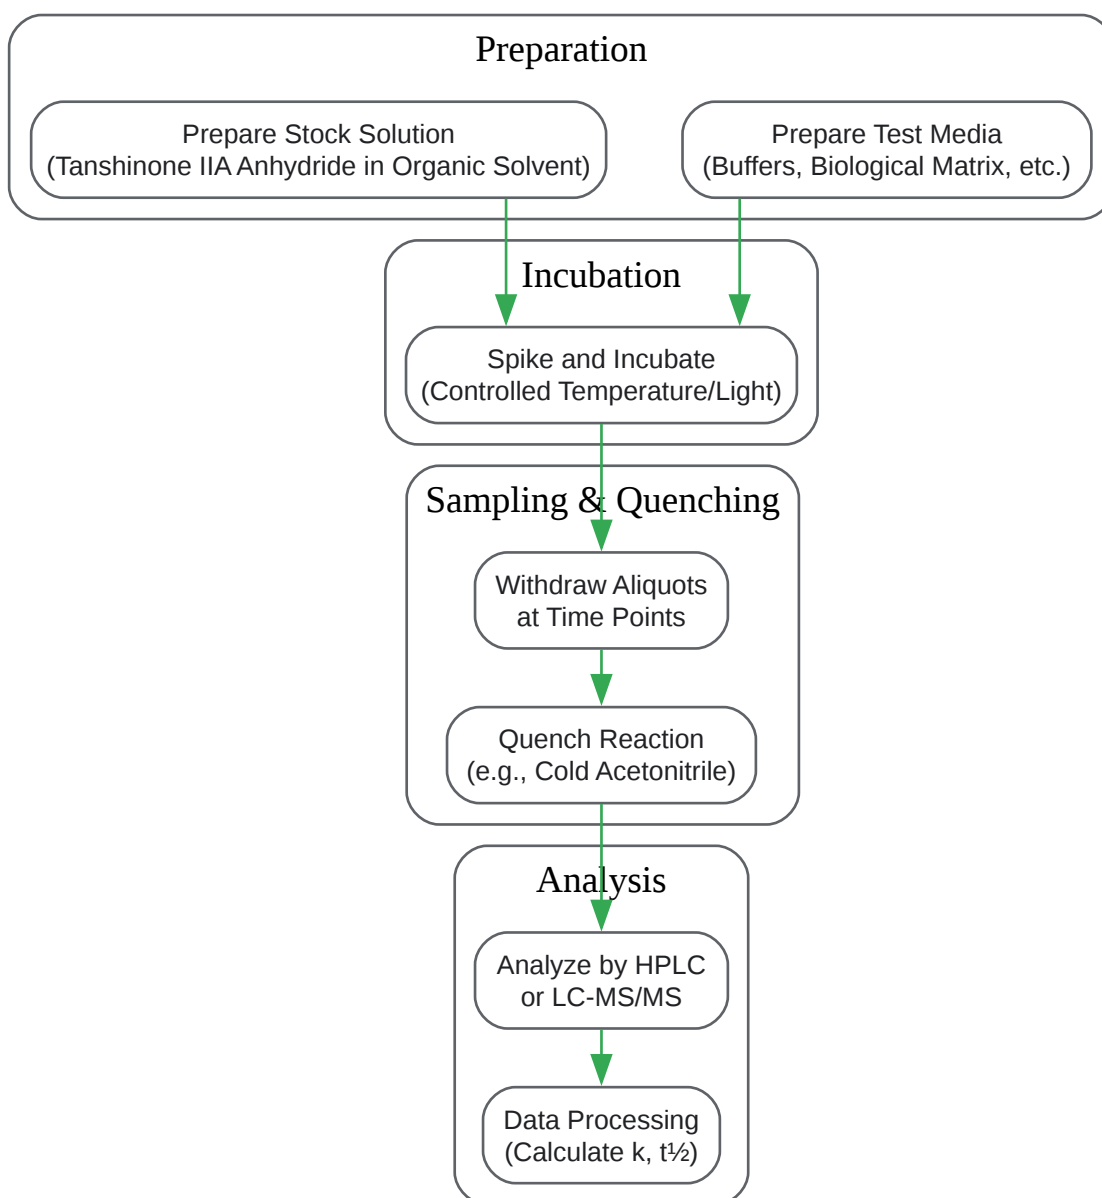 Preparation
Prepare Stock Solution
(Tanshinone IIA Anhydride in Organic Solvent)
Prepare Test Media
(Buffers, Biological Matrix, etc.)
Incubation
Spike and Incubate
(Controlled Temperature/Light)
Sampling & Quenching
Withdraw Aliquots
at Time Points
Quench Reaction
(e.g., Cold Acetonitrile)
Analysis
Analyze by HPLC
or LC-MS/MS
Data Processing
(Calculate k, t½)